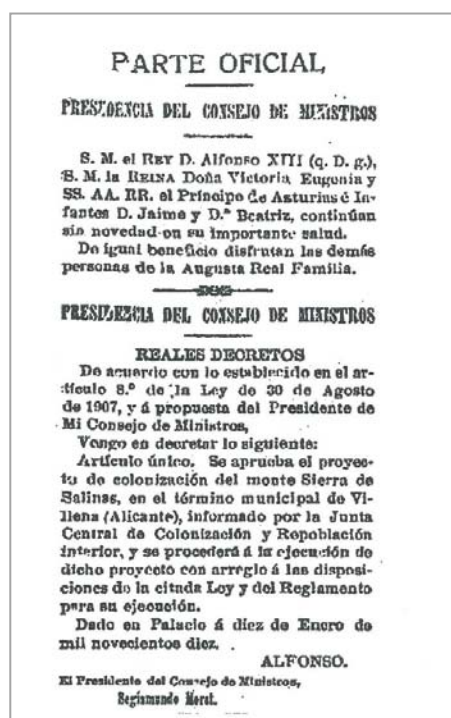 PARTE OFICIAL
PRESIDENCIA DEL CONSEJO DE MINISTROS
S. M. el REY D. Alfonso XIII (q. D. g.),
S. M. la REINA Doña Victoria Eugenia y
SS. AA. RR. el Príncipe de Asturias é In-
fantes D. Jaime y D.ª Beatriz, continúan
sin novedad en su importante salud.
De igual beneficio disfrutan las demás
personas de la Augusta Real Familia.
PRESIDENCIA DEL CONSEJO DE MINISTROS
REALES DECRETOS
De acuerdo con lo establecido en el ar-
tículo 8.º de la Ley de 30 de Agosto
de 1907, y á propuesta del Presidente de
Mi Consejo de Ministros,
Vengo en decretar lo siguiente:
Artículo único. Se aprueba el proyec-
to de colonización del monte Sierra de
Salinas, en el término municipal de Vi-
llena (Alicante), informado por la Junta
Central de Colonización y Repoblación
interior, y se procederá á la ejecución de
dicho proyecto con arreglo á las disposi-
ciones de la citada Ley y del Reglamento
para su ejecución.
Dado en Palacio á diez de Enero de
mil novecientos diez.
ALFONSO.
El Presidente del Consejo de Ministros,
Segismundo Moret.